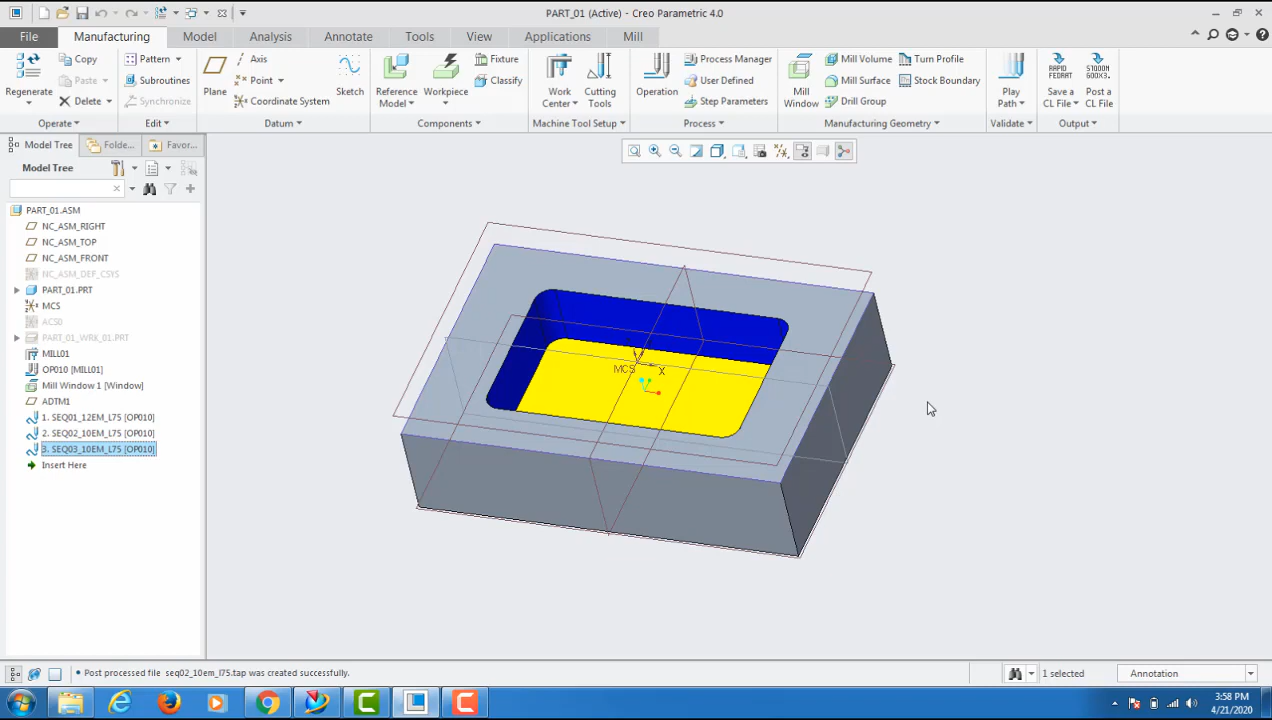 PART_01 (Active) - Creo Parametric 4.0
File Manufacturing Model Analysis Annotate Tools View Applications Mill
Regenerate
Copy
Paste
Delete
Operate
Pattern
Subroutines
Synchronize
Edit
Plane
Axis
Point
Coordinate System
Sketch
Datum
Reference Model
Workpiece
Fixture
Classify
Components
Work Center
Cutting Tools
Machine Tool Setup
Operation
Process Manager
User Defined
Step Parameters
Process
Mill Window
Mill Volume
Mill Surface
Drill Group
Turn Profile
Stock Boundary
Manufacturing Geometry
Play Path
Validate
RAPID
FEDRAT
Save a CL File
G00X3.
Post a CL File
Output
Model Tree Folde... Favor...
Model Tree
PART_01.ASM
NC_ASM_RIGHT
NC_ASM_TOP
NC_ASM_FRONT
NC_ASM_DEF_CSYS
PART_01.PRT
MCS
ACS0
PART_01_WRK_01.PRT
MILL01
OP010 [MILL01]
Mill Window 1 [Window]
ADTM1
1. SEQ01_12EM_L75 [OP010]
2. SEQ02_10EM_L75 [OP010]
3. SEQ03_10EM_L75 [OP010]
Insert Here
MCS X
• Post processed file seq02_10em_l75.tap was created successfully.
1 selected
Annotation
3:58 PM
4/21/2020